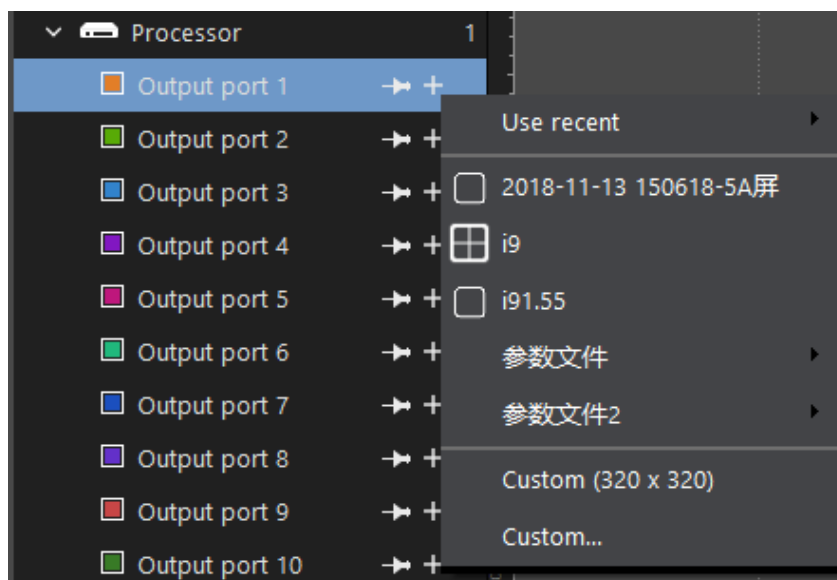 Processor 1
Output port 1
Output port 2
Output port 3
Output port 4
Output port 5
Output port 6
Output port 7
Output port 8
Output port 9
Output port 10
Use recent
2018-11-13 150618-5A屏
i9
i91.55
参数文件
参数文件2
Custom (320 x 320)
Custom...